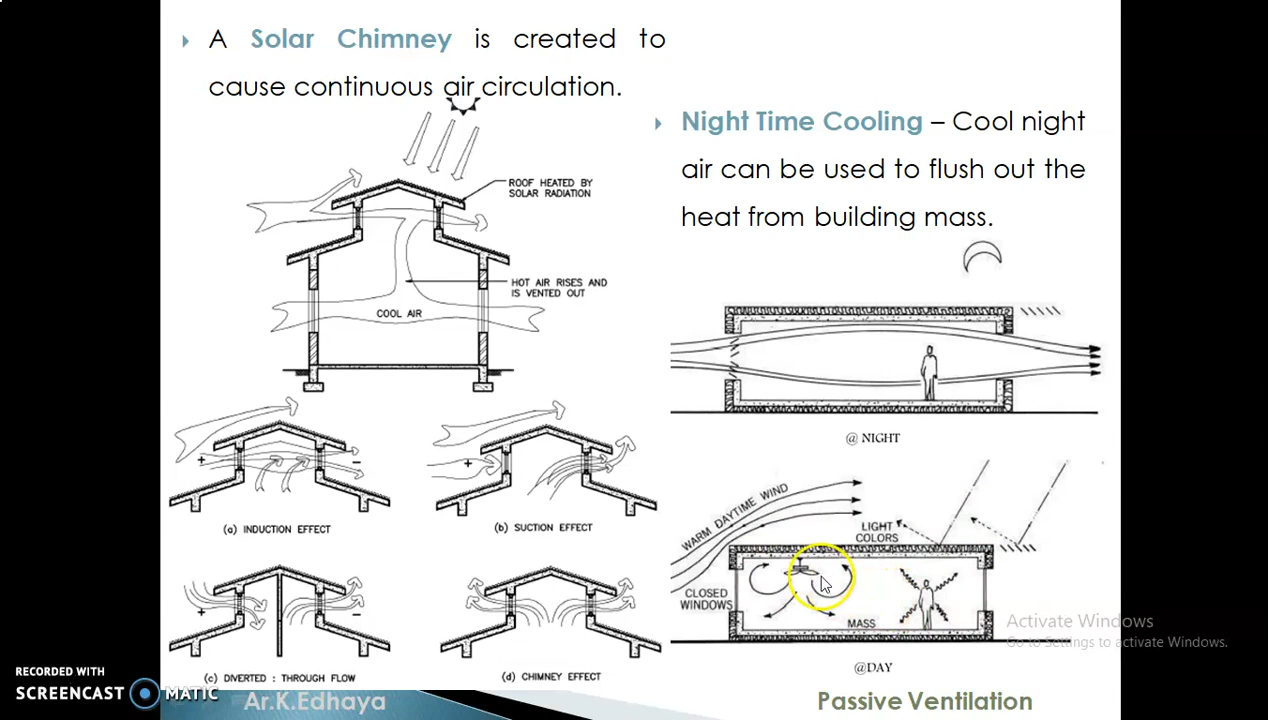 A Solar Chimney is created to
cause continuous air circulation.
ROOF HEATED BY
SOLAR RADIATION
HOT AIR RISES AND
IS VENTED OUT
COOL AIR
+
−
(a) INDUCTION EFFECT
+
(b) SUCTION EFFECT
+
−
(c) DIVERTED : THROUGH FLOW
(d) CHIMNEY EFFECT
Night Time Cooling – Cool night
air can be used to flush out the
heat from building mass.
@ NIGHT
WARM DAYTIME WIND
LIGHT
COLORS
CLOSED
WINDOWS
MASS
@DAY
Activate Windows
Go to Settings to activate Windows.
RECORDED WITH
SCREENCAST MATIC
Ar.K.Edhaya
Passive Ventilation